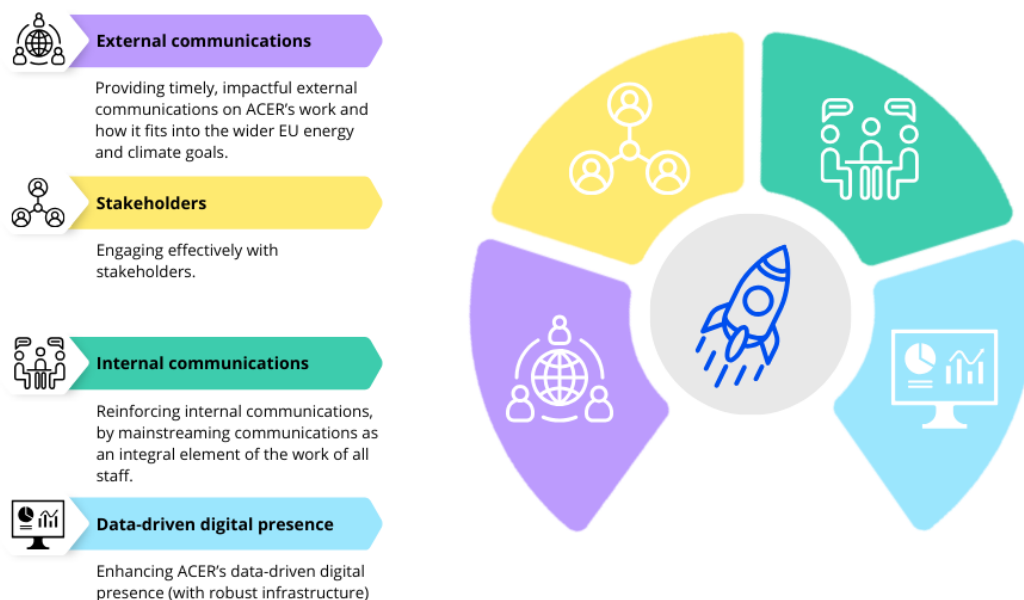 External communications
Providing timely, impactful external
communications on ACER's work and
how it fits into the wider EU energy
and climate goals.
Stakeholders
Engaging effectively with
stakeholders.
Internal communications
Reinforcing internal communications,
by mainstreaming communications as
an integral element of the work of all
staff.
Data-driven digital presence
Enhancing ACER's data-driven digital
presence (with robust infrastructure)